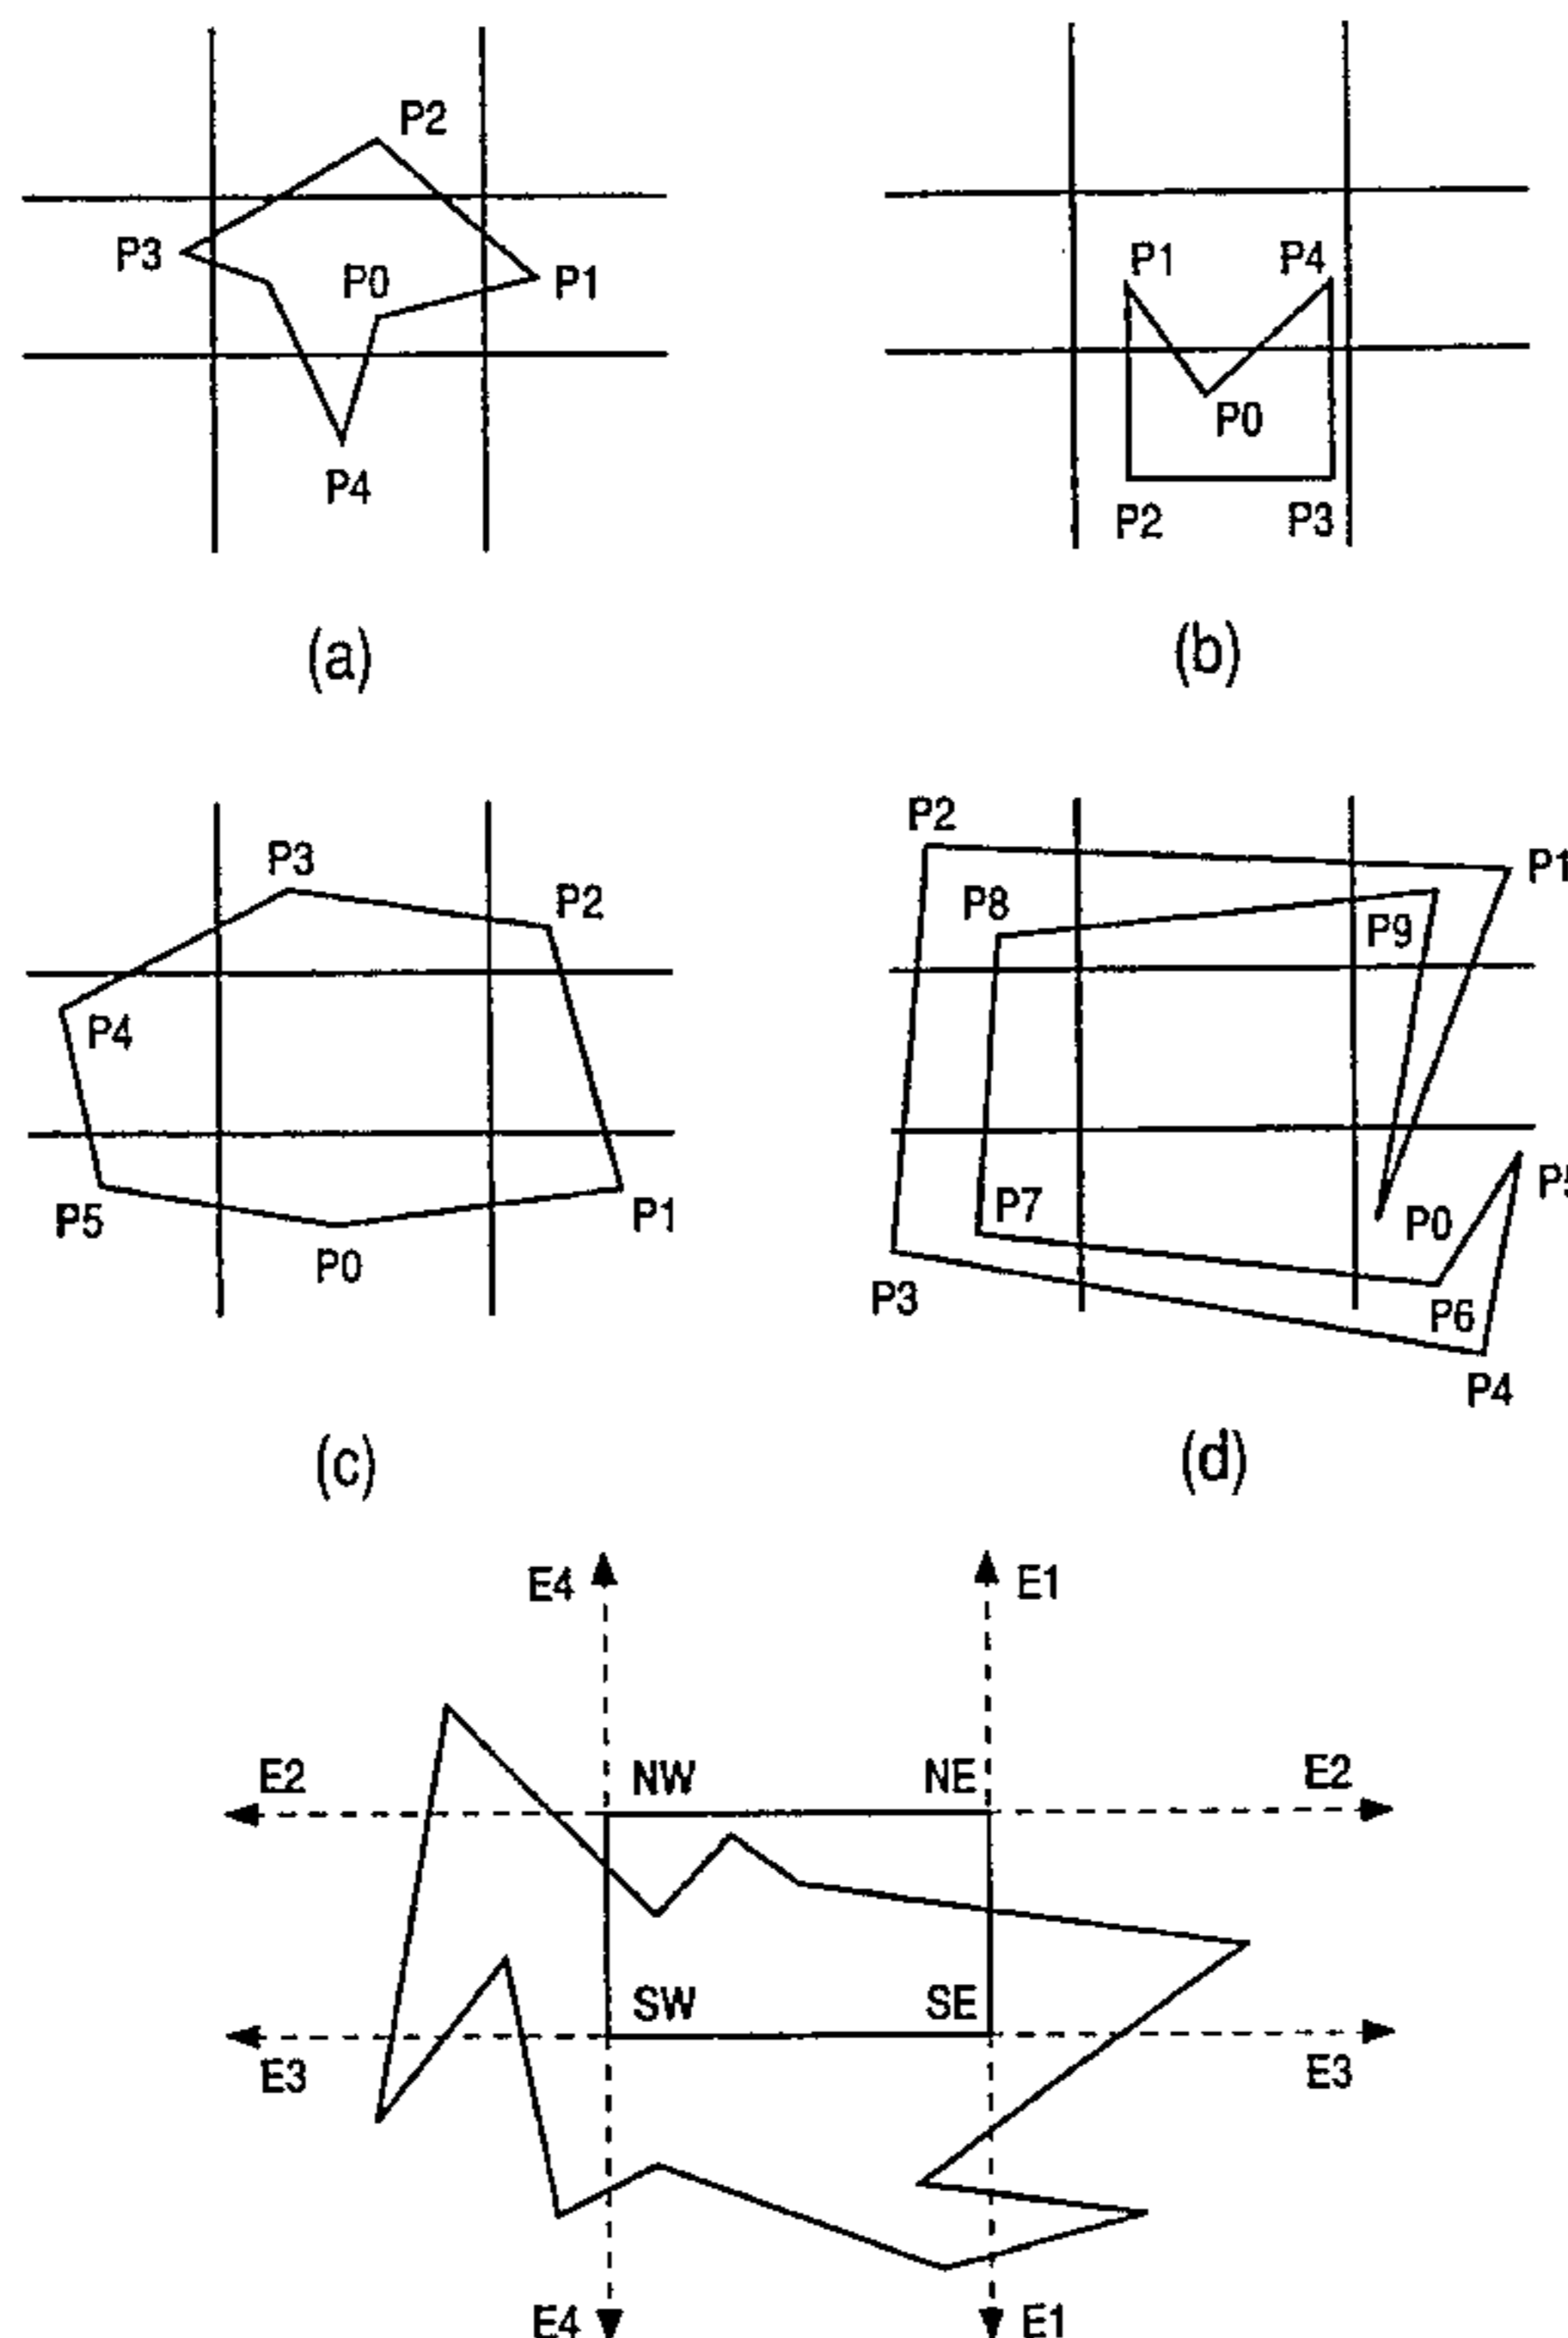 P2
P3 P0 P1
P4
(a)
P1 P4
P0
P2 P3
(b)
P3 P2
P4
P5 P0 P1
(c)
P2 P1
P8 P9
P7 P0 P5
P3 P6
P4
(d)
E4 E1
E2 NW NE E2
SW SE
E3 E3
E4 E1